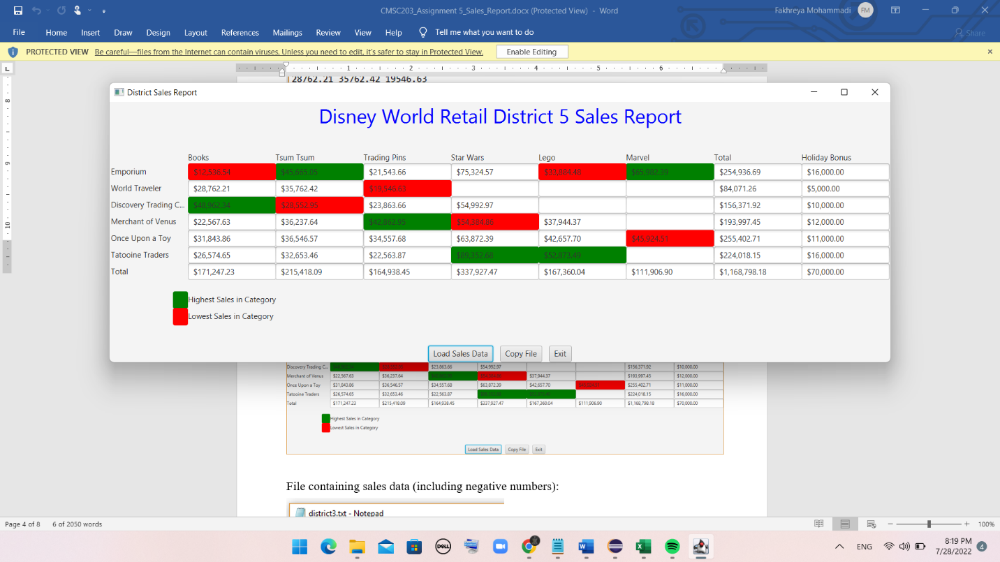 CMSC203_Assignment 5_Sales_Report.docx (Protected View) - Word
Fakhreya Mohammadi FM
File Home Insert Draw Design Layout References Mailings Review View Help Tell me what you want to do Share
PROTECTED VIEW Be careful—files from the Internet can contain viruses. Unless you need to edit, it's safer to stay in Protected View. Enable Editing
1 2 3 4 5 6
28762.21 35762.42 19546.63
District Sales Report
Disney World Retail District 5 Sales Report
Books Tsum Tsum Trading Pins Star Wars Lego Marvel Total Holiday Bonus
Emporium $12,536.54 $45,665.05 $21,543.66 $75,324.57 $33,884.48 $65,982.39 $254,936.69 $16,000.00
World Traveler $28,762.21 $35,762.42 $19,546.63 $84,071.26 $5,000.00
Discovery Trading C... $48,962.34 $28,552.95 $23,863.66 $54,992.97 $156,371.92 $10,000.00
Merchant of Venus $22,567.63 $36,237.64 $42,862.95 $54,384.86 $37,944.37 $193,997.45 $12,000.00
Once Upon a Toy $31,843.86 $36,546.57 $34,557.68 $63,872.39 $42,657.70 $45,924.51 $255,402.71 $11,000.00
Tatooine Traders $26,574.65 $32,653.46 $22,563.87 $89,352.68 $52,873.49 $224,018.15 $16,000.00
Total $171,247.23 $215,418.09 $164,938.45 $337,927.47 $167,360.04 $111,906.90 $1,168,798.18 $70,000.00
Highest Sales in Category
Lowest Sales in Category
Load Sales Data Copy File Exit
Discovery Trading C... $23,863.66 $54,992.97 $156,371.92 $10,000.00
Merchant of Venus $22,567.63 $36,237.64 $37,944.37 $193,997.45 $12,000.00
Once Upon a Toy $31,843.86 $36,546.57 $34,557.68 $63,872.39 $42,657.70 $255,402.71 $11,000.00
Tatooine Traders $26,574.65 $32,653.46 $22,563.87 $224,018.15 $16,000.00
Total $171,247.23 $215,418.09 $164,938.45 $337,927.47 $167,360.04 $111,906.90 $1,168,798.18 $70,000.00
Highest Sales in Category
Lowest Sales in Category
Load Sales Data Copy File Exit
File containing sales data (including negative numbers):
district3.txt - Notepad
8
9
10
Page 4 of 8 6 of 2050 words 100%
DELL
ENG 8:19 PM 4
7/28/2022